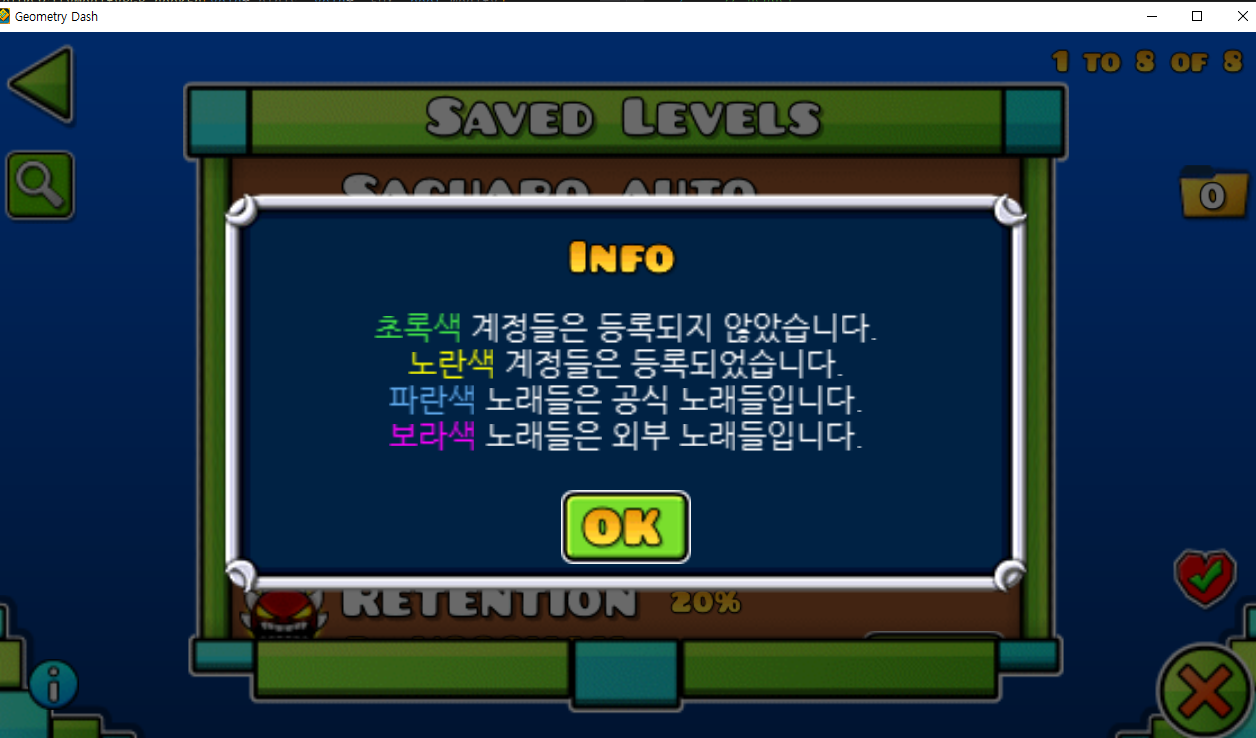 Geometry Dash
1 to 8 of 8
Saved Levels
Saguaro auto
0
Info
초록색 계정들은 등록되지 않았습니다.
노란색 계정들은 등록되었습니다.
파란색 노래들은 공식 노래들입니다.
보라색 노래들은 외부 노래들입니다.
OK
Retention 20%